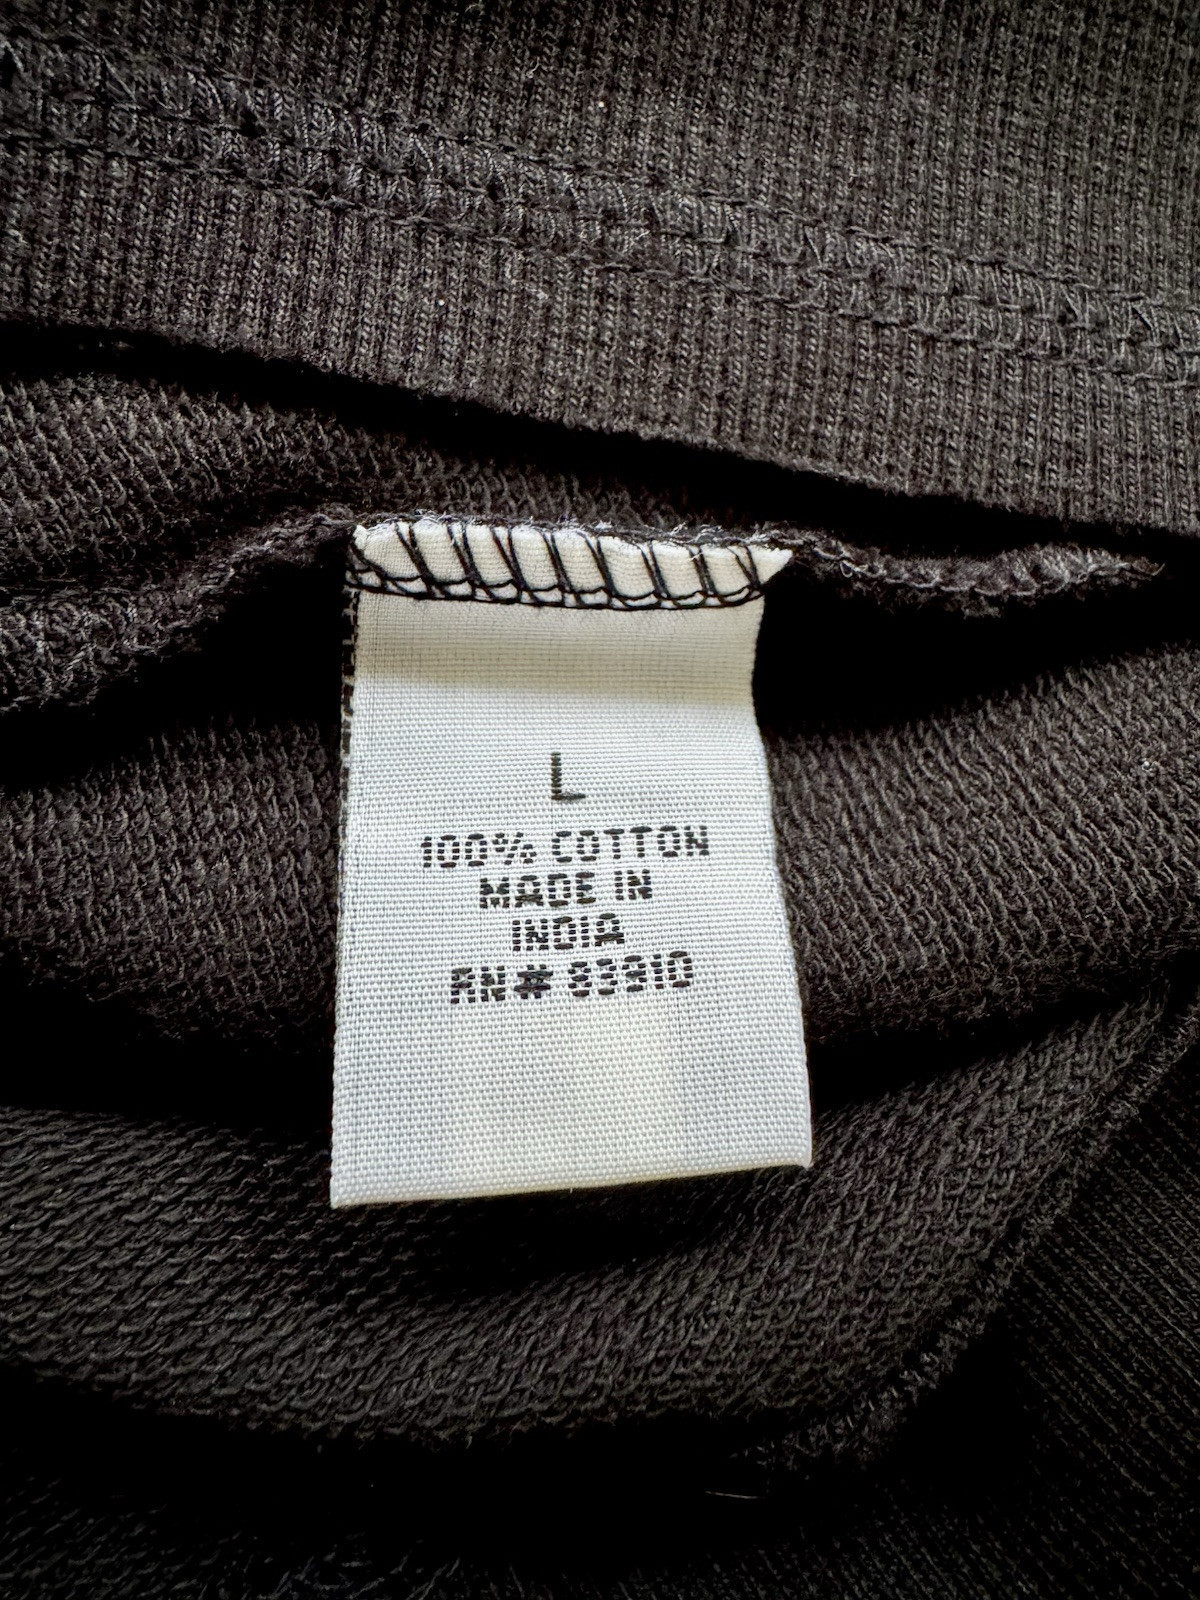 L
100% COTTON
MADE IN
INDIA
RN# 83910